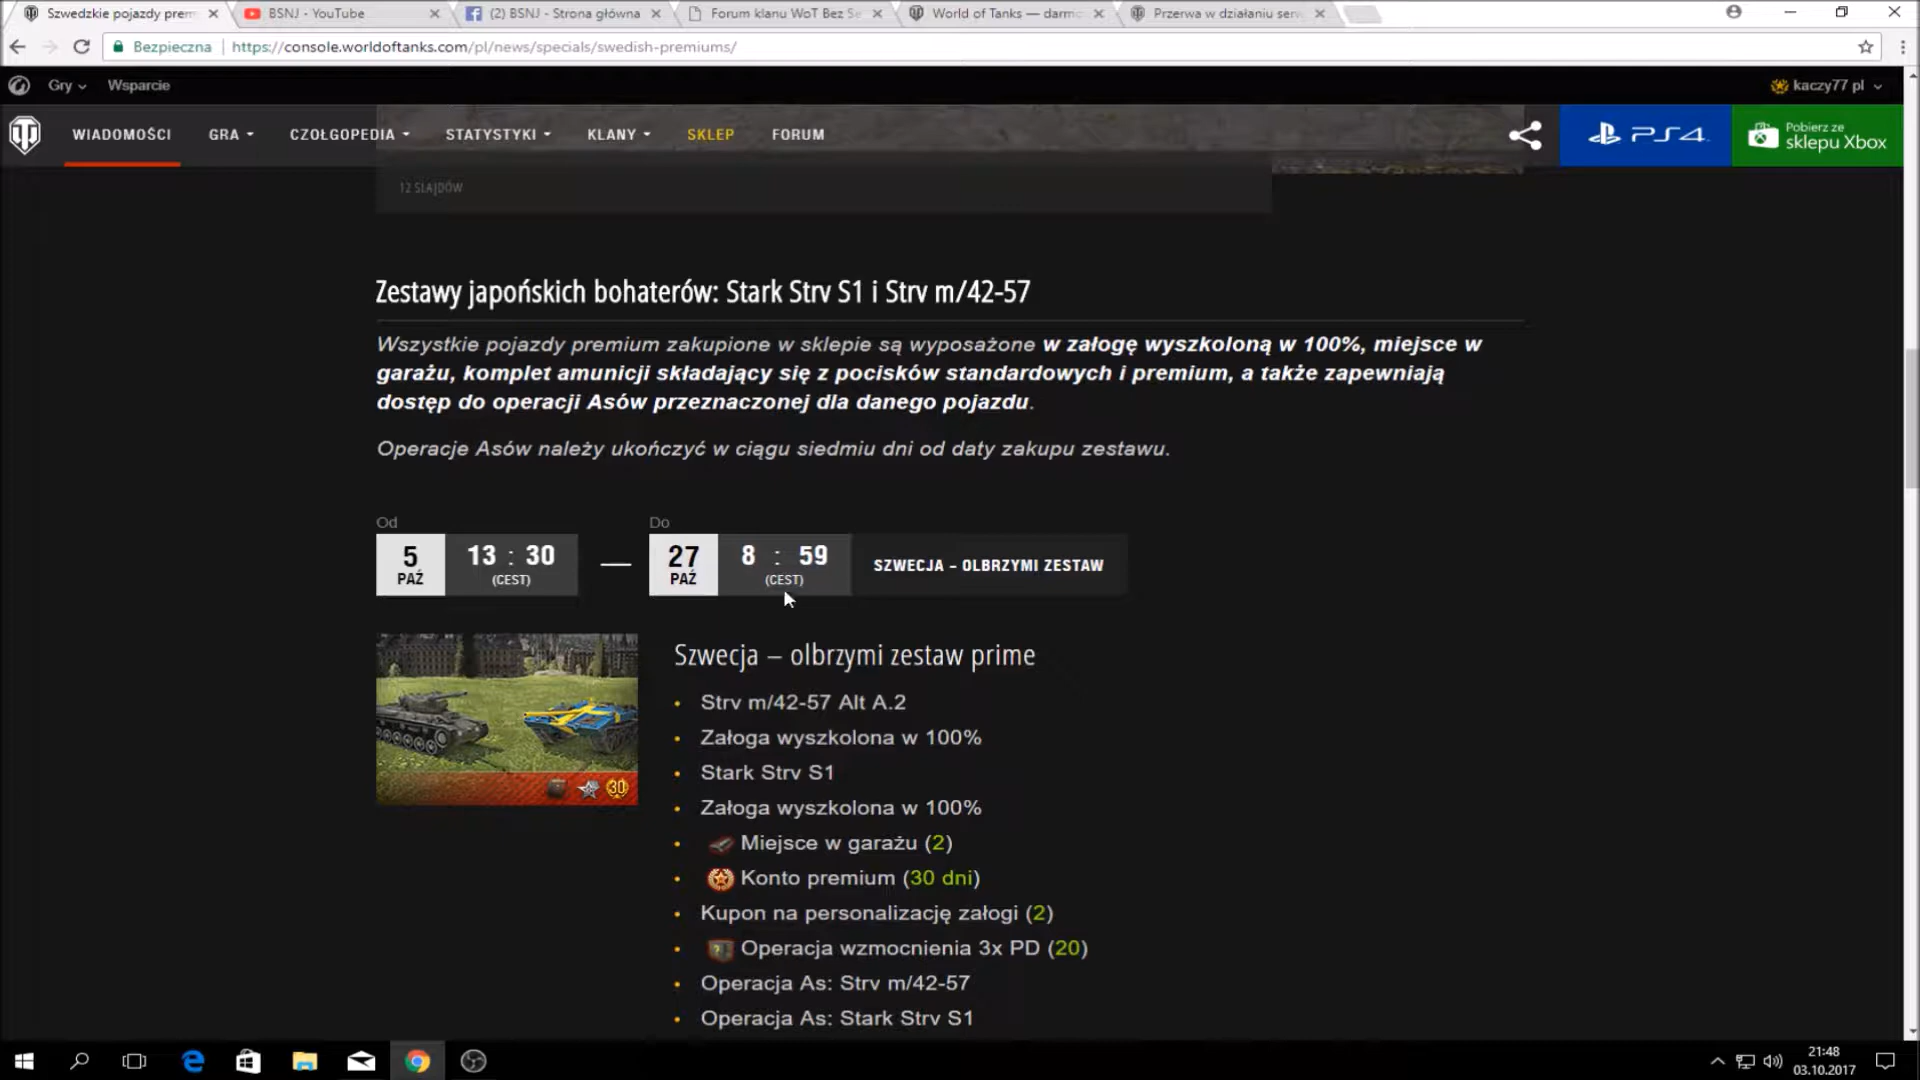 Szwedzkie pojazdy prem
BSNJ - YouTube
(2) BSNJ - Strona główna
Forum klanu WoT Bez Se
World of Tanks — darmo
Przerwa w działaniu serw
Bezpieczna
https://console.worldoftanks.com/pl/news/specials/swedish-premiums/
Gry
Wsparcie
kaczy77 pl
WIADOMOŚCI
GRA
CZOŁGOPEDIA
STATYSTYKI
KLANY
SKLEP
FORUM
PS4
Pobierz ze
sklepu Xbox
12 SLAJDÓW
Zestawy japońskich bohaterów: Stark Strv S1 i Strv m/42-57
Wszystkie pojazdy premium zakupione w sklepie są wyposażone w załogę wyszkoloną w 100%, miejsce w
garażu, komplet amunicji składający się z pocisków standardowych i premium, a także zapewniają
dostęp do operacji Asów przeznaczonej dla danego pojazdu.
Operacje Asów należy ukończyć w ciągu siedmiu dni od daty zakupu zestawu.
Od
5
PAŹ
13 : 30
(CEST)
—
Do
27
PAŹ
8 : 59
(CEST)
SZWECJA – OLBRZYMI ZESTAW
30
Szwecja – olbrzymi zestaw prime
• Strv m/42-57 Alt A.2
• Załoga wyszkolona w 100%
• Stark Strv S1
• Załoga wyszkolona w 100%
• Miejsce w garażu (2)
• Konto premium (30 dni)
• Kupon na personalizację załogi (2)
• Operacja wzmocnienia 3x PD (20)
• Operacja As: Strv m/42-57
• Operacja As: Stark Strv S1
21:48
03.10.2017